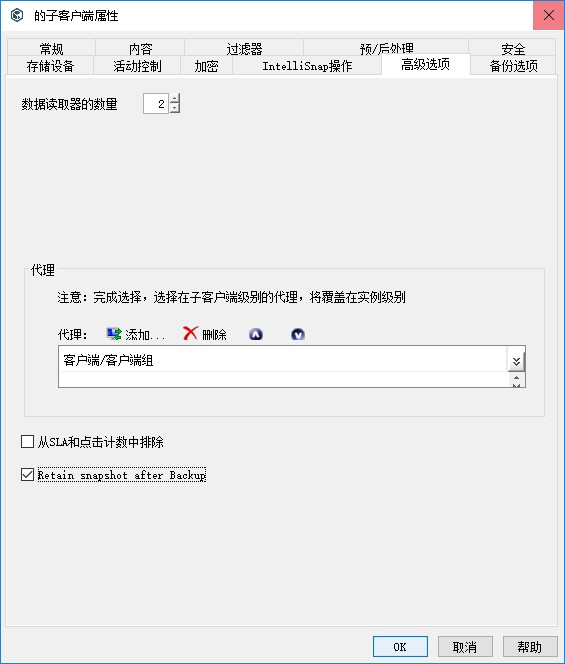 的子客户端属性
常规 内容 过滤器 预/后处理 安全
存储设备 活动控制 加密 IntelliSnap操作 高级选项 备份选项
数据读取器的数量 2
代理
注意: 完成选择，选择在子客户端级别的代理，将覆盖在实例级别
代理: 添加... 删除
客户端/客户端组
从SLA和点击计数中排除
Retain snapshot after Backup
OK 取消 帮助